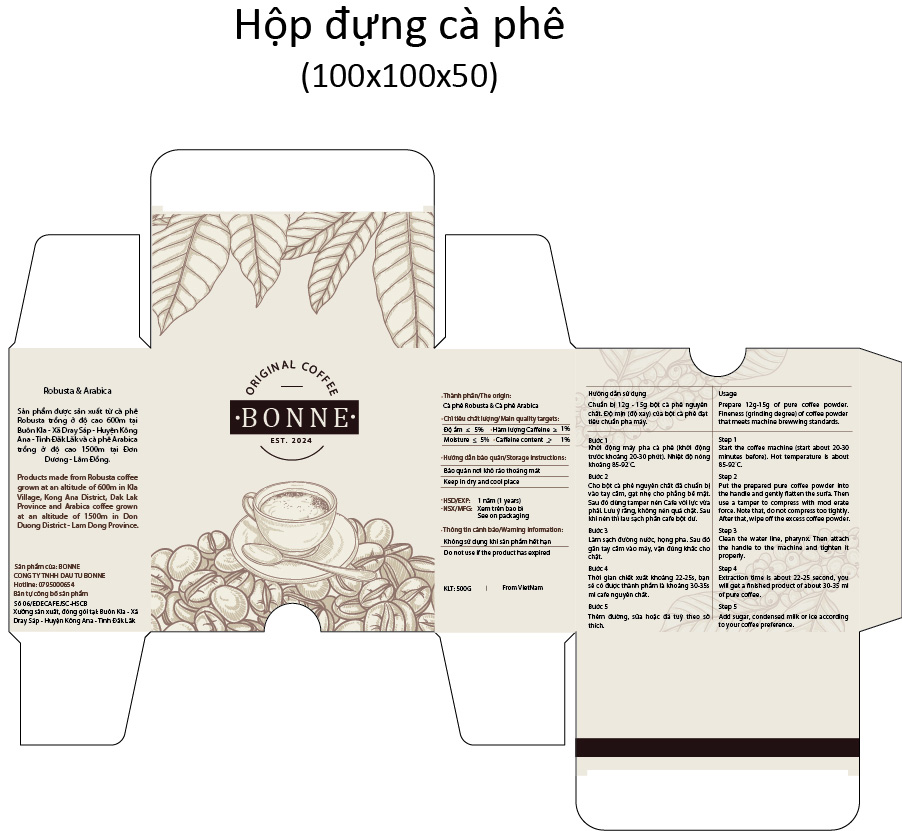 Hộp đựng cà phê
(100x100x50)
Robusta & Arabica
Sản phẩm được sản xuất từ cà phê
Robusta trồng ở độ cao 600m tại
Buôn Kla - Xã Dray Sáp - Huyện Kông
Ana - Tỉnh Đăk Lăk và cà phê Arabica
trồng ở độ cao 1500m tại Đơn
Dương - Lâm Đồng.
Products made from Robusta coffee
grown at an altitude of 600m in Kla
Village, Kong Ana District, Dak Lak
Province and Arabica coffee grown
at an altitude of 1500m in Don
Duong District - Lam Dong Province.
Sản phẩm của: BONNE
CONG TY TNHH DAU TU BONNE
Hotline: 0795000654
Bản tự công bố sản phẩm
Số 06/EDECAFE/SC-HSCB
Xưởng sản xuất, đóng gói tại: Buôn Kla - Xã
Dray Sáp - Huyện Kông Ana - Tỉnh Đăk Lăk
ORIGINAL COFFEE
·BONNE·
EST. 2024
·Thành phần/The origin:
Cà phê Robusta & Cà phê Arabica
·Chỉ tiêu chất lượng/Main quality targets:
Độ ẩm ≤ 5% ·Hàm lượng Caffeine ≥ 1%
Moisture ≤ 5% ·Caffeine content ≥ 1%
·Hướng dẫn bảo quản/Storage instructions:
Bảo quản nơi khô ráo thoáng mát
Keep in dry and cool place
·HSD/EXP: 1 năm (1 years)
·NSX/MFG: Xem trên bao bì
See on packaging
·Thông tin cảnh báo/Warning information:
Không sử dụng khi sản phẩm hết hạn
Do not use if the product has expired
KLT: 500G | From VietNam
Hướng dẫn sử dụng
Chuẩn bị 12g - 15g bột cà phê nguyên
chất. Độ mịn (độ xay) của bột cà phê đạt
tiêu chuẩn pha máy.
Bước 1
Khởi động máy pha cà phê (khởi động
trước khoảng 20-30 phút). Nhiệt độ nóng
khoảng 85-92 C.
Bước 2
Cho bột cà phê nguyên chất đã chuẩn bị
vào tay cầm, gạt nhẹ cho phẳng bề mặt.
Sau đó dùng tamper nén Cafe với lực vừa
phải. Lưu ý rằng, không nén quá chặt. Sau
khi nén thì lau sạch phần cafe bột dư.
Bước 3
Làm sạch đường nước, họng pha. Sau đó
gắn tay cầm vào máy, vặn đúng khấc cho
chặt.
Bước 4
Thời gian chiết xuất khoảng 22-25s, bạn
sẽ có được thành phẩm là khoảng 30-35s
ml cafe nguyên chất.
Bước 5
Thêm đường, sữa hoặc đá tuỳ theo sở
thích.
Usage
Prepare 12g-15g of pure coffee powder.
Fineness (grinding degree) of coffee powder
that meets machine brewwing standards.
Step 1
Start the coffee machine (start about 20-30
minutes before). Hot temperature is about
85-92 C.
Step 2
Put the prepared pure coffee powder into
the handle and gently flatten the surfa. Then
use a tamper to compress with mod erate
force. Note that, do not compress too tightly.
After that, wipe off the excess coffee powder.
Step 3
Clean the water line, pharynx. Then attach
the handle to the machine and tighten it
properly.
Step 4
Extraction time is about 22-25 second, you
will get a finished product of about 30-35 ml
of pure coffee.
Step 5
Add sugar, condensed milk or ice according
to your coffee preference.